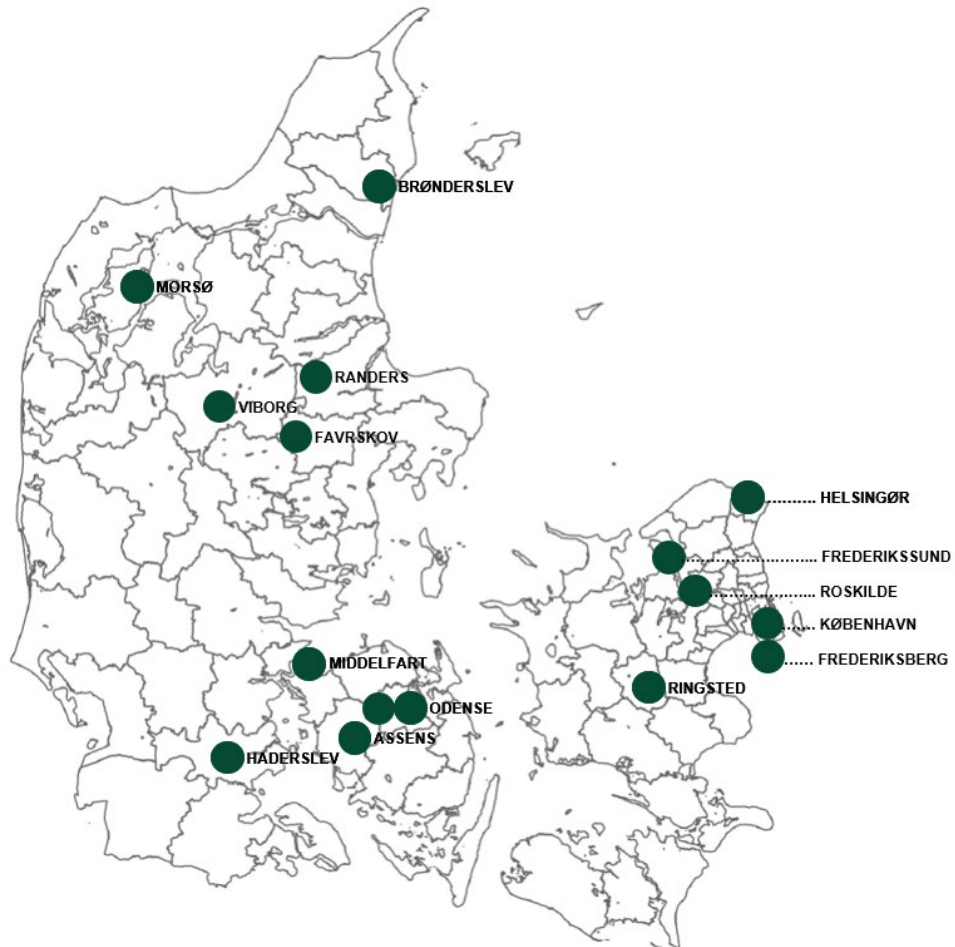 BRØNDERSLEV
MORSØ
RANDERS
VIBORG
FAVRSKOV
.......... HELSINGØR
........................ FREDERIKSSUND
..................... ROSKILDE
....... KØBENHAVN
...... FREDERIKSBERG
MIDDELFART
RINGSTED
ODENSE
ASSENS
HADERSLEV